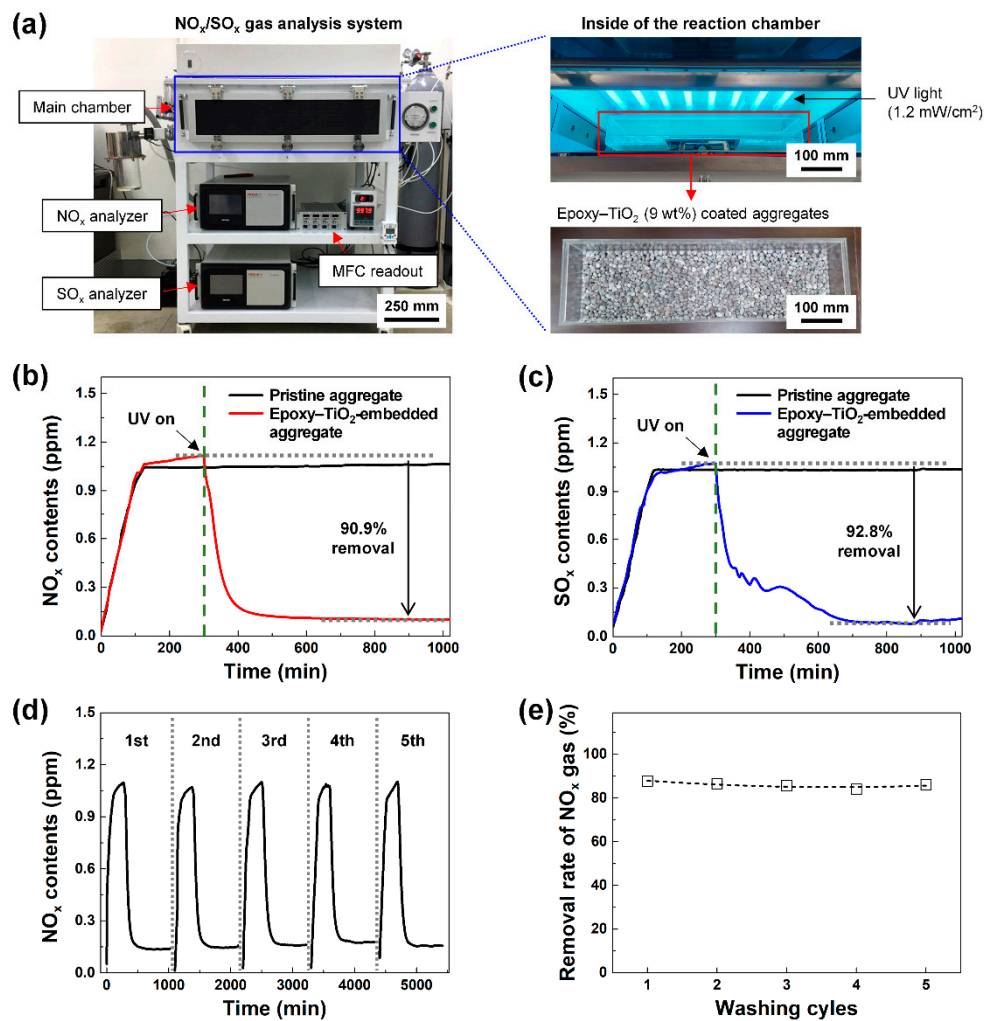 (a)
NOₓ/SOₓ gas analysis system
Inside of the reaction chamber
Main chamber
NOₓ analyzer
SOₓ analyzer
MFC readout
250 mm
UV light
(1.2 mW/cm²)
100 mm
Epoxy–TiO₂ (9 wt%) coated aggregates
100 mm
(b)
NOₓ contents (ppm)
1.5
1.2
0.9
0.6
0.3
0.0
Pristine aggregate
Epoxy–TiO₂-embedded
aggregate
UV on
90.9%
removal
0 200 400 600 800 1000
Time (min)
(c)
SOₓ contents (ppm)
1.5
1.2
0.9
0.6
0.3
0.0
Pristine aggregate
Epoxy–TiO₂-embedded
aggregate
UV on
92.8%
removal
0 200 400 600 800 1000
Time (min)
(d)
NOₓ contents (ppm)
1.5
1.2
0.9
0.6
0.3
0.0
1st 2nd 3rd 4th 5th
0 1000 2000 3000 4000 5000
Time (min)
(e)
Removal rate of NOₓ gas (%)
100
80
60
40
20
0
1 2 3 4 5
Washing cyles